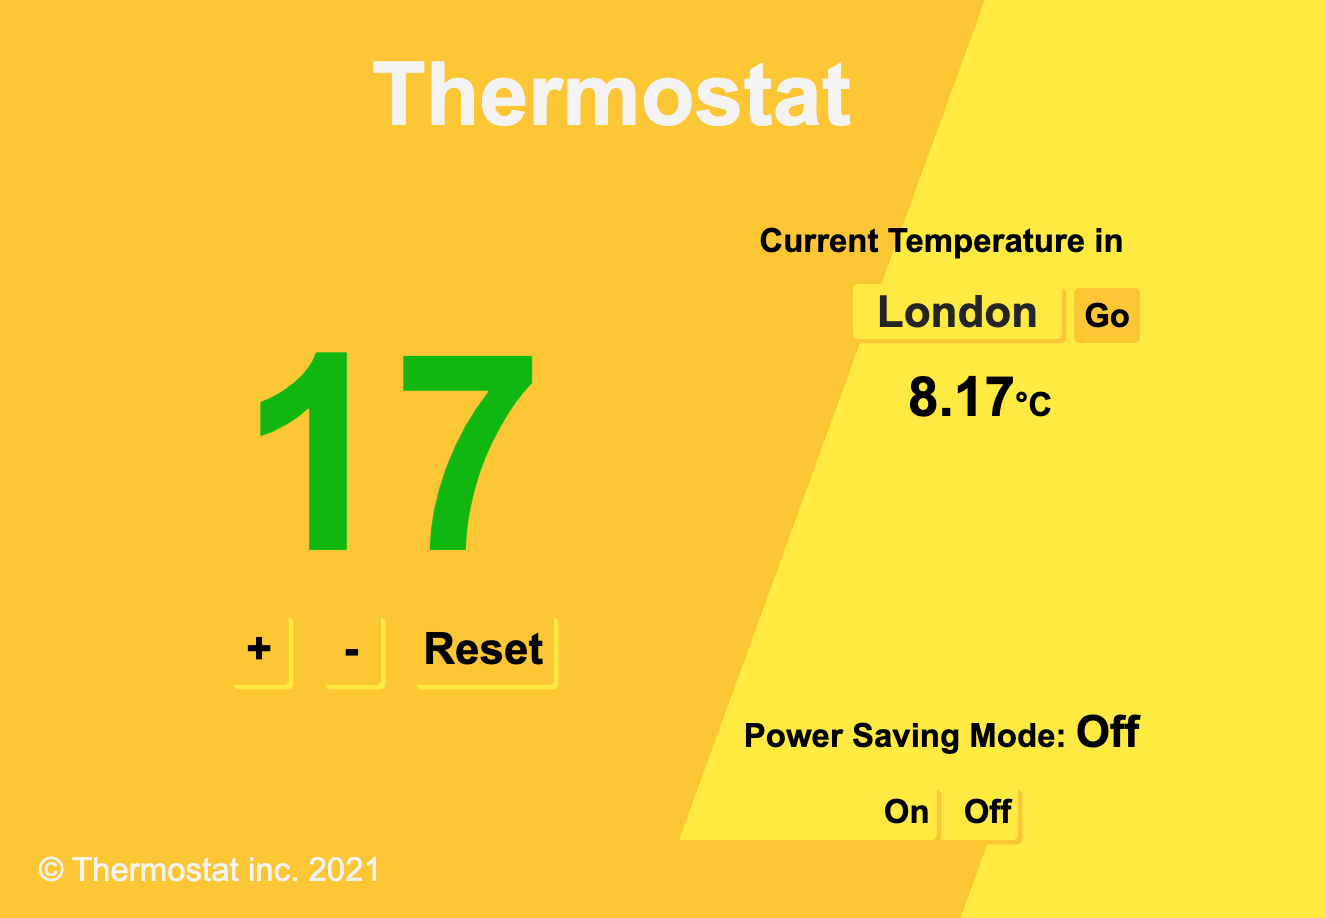 Thermostat
Current Temperature in
London Go
8.17°C
17
+ - Reset
Power Saving Mode: Off
On Off
© Thermostat inc. 2021